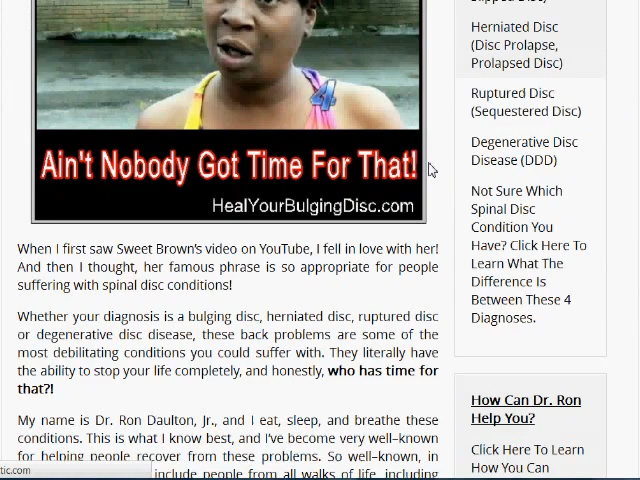 4
Ain't Nobody Got Time For That!
HealYourBulgingDisc.com
When I first saw Sweet Brown's video on YouTube, I fell in love with her!
And then I thought, her famous phrase is so appropriate for people
suffering with spinal disc conditions!
Whether your diagnosis is a bulging disc, herniated disc, ruptured disc
or degenerative disc disease, these back problems are some of the
most debilitating conditions you could suffer with. They literally have
the ability to stop your life completely, and honestly, who has time for
that?!
My name is Dr. Ron Daulton, Jr., and I eat, sleep, and breathe these
conditions. This is what I know best, and I've become very well–known
for helping people recover from these problems. So well–known, in
include people from all walks of life, including
tic.com
Herniated Disc
(Disc Prolapse,
Prolapsed Disc)
Ruptured Disc
(Sequestered Disc)
Degenerative Disc
Disease (DDD)
Not Sure Which
Spinal Disc
Condition You
Have? Click Here To
Learn What The
Difference Is
Between These 4
Diagnoses.
How Can Dr. Ron
Help You?
Click Here To Learn
How You Can